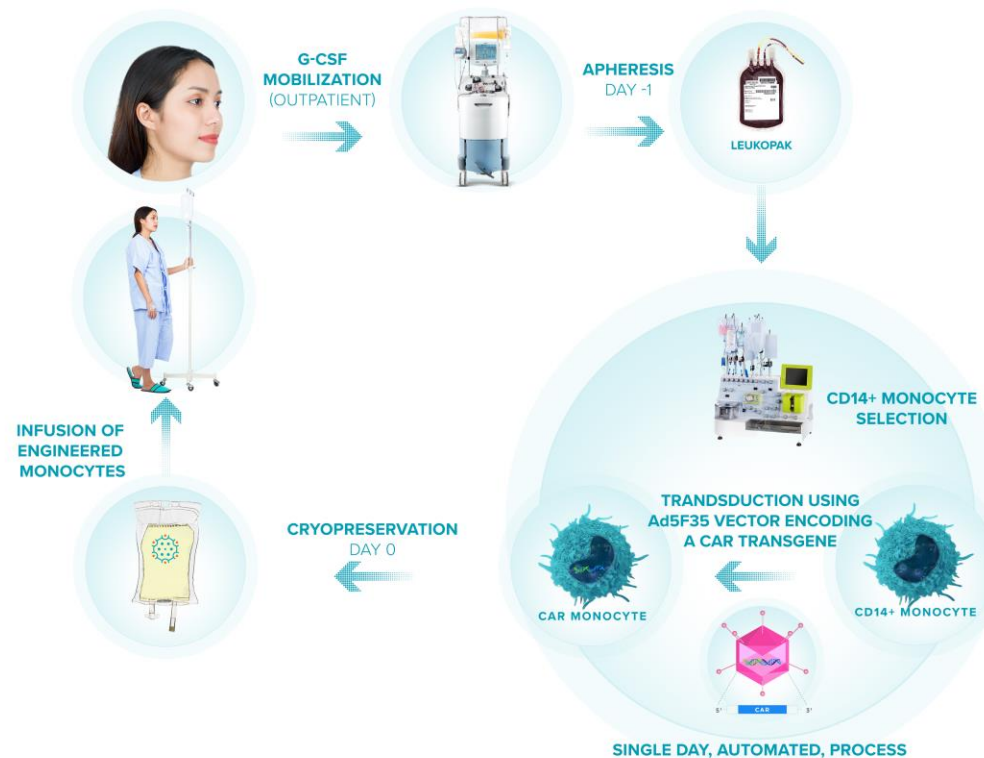 G-CSF
MOBILIZATION
(OUTPATIENT)
APHERESIS
DAY -1
LEUKOPAK
CD14+ MONOCYTE
SELECTION
TRANDSDUCTION USING
Ad5F35 VECTOR ENCODING
A CAR TRANSGENE
CD14+ MONOCYTE
CAR MONOCYTE
5'
CAR
3'
SINGLE DAY, AUTOMATED, PROCESS
CRYOPRESERVATION
DAY 0
INFUSION OF
ENGINEERED
MONOCYTES